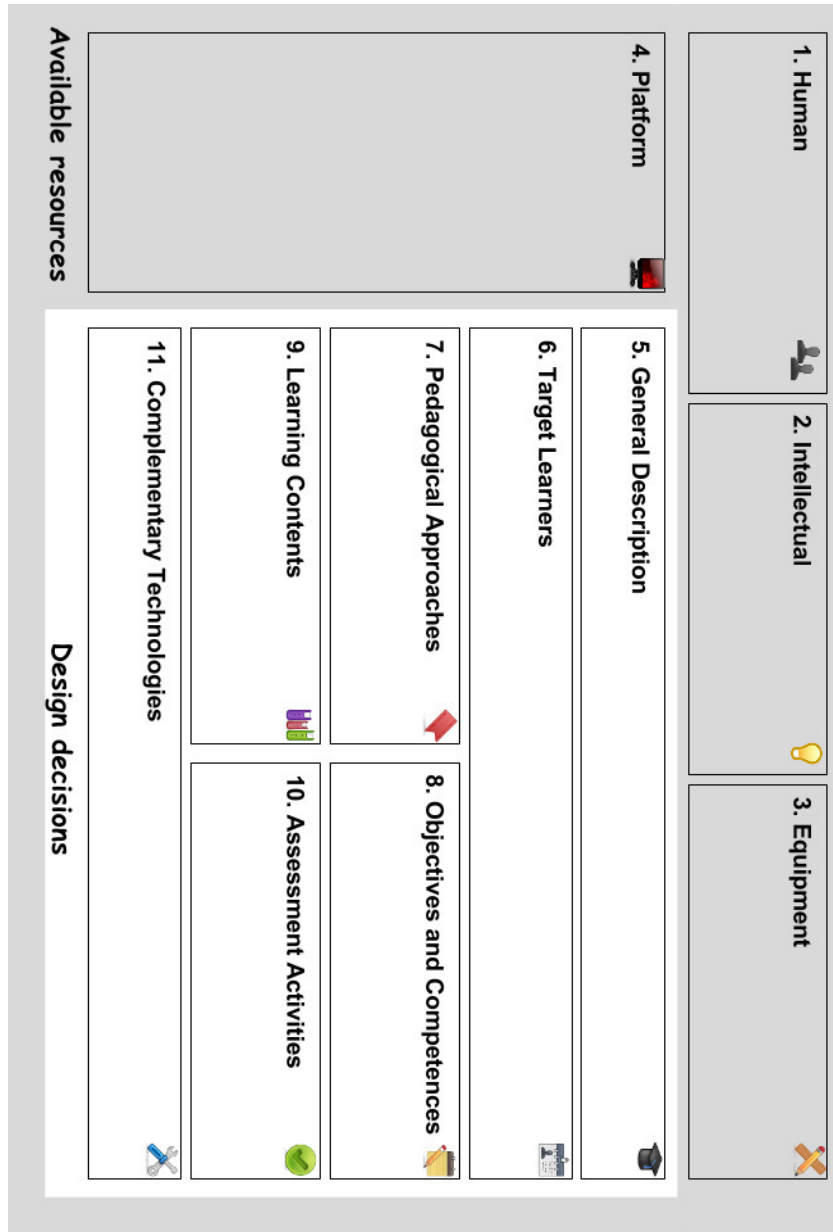 1. Human
2. Intellectual
3. Equipment
4. Platform
5. General Description
6. Target Learners
7. Pedagogical Approaches
8. Objectives and Competences
9. Learning Contents
10. Assessment Activities
11. Complementary Technologies
Available resources
Design decisions